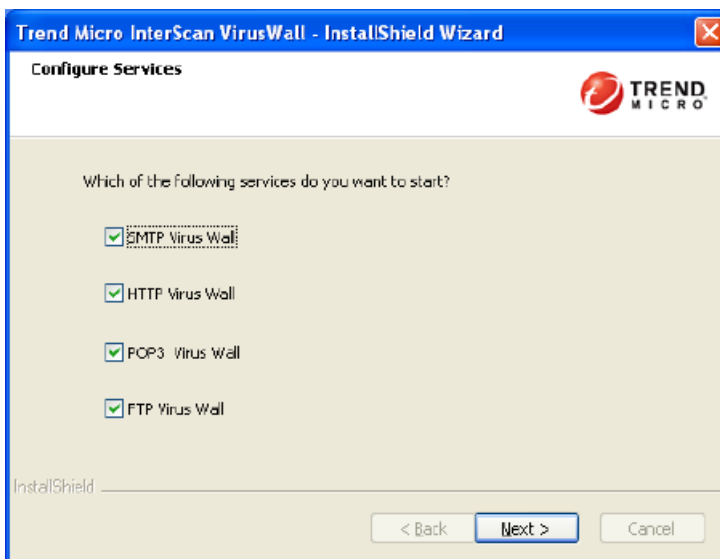 Trend Micro InterScan VirusWall - InstallShield Wizard
Configure Services
TREND
MICRO
Which of the following services do you want to start?
SMTP Virus Wall
HTTP Virus Wall
POP3 Virus Wall
FTP Virus Wall
InstallShield
< Back
Next >
Cancel